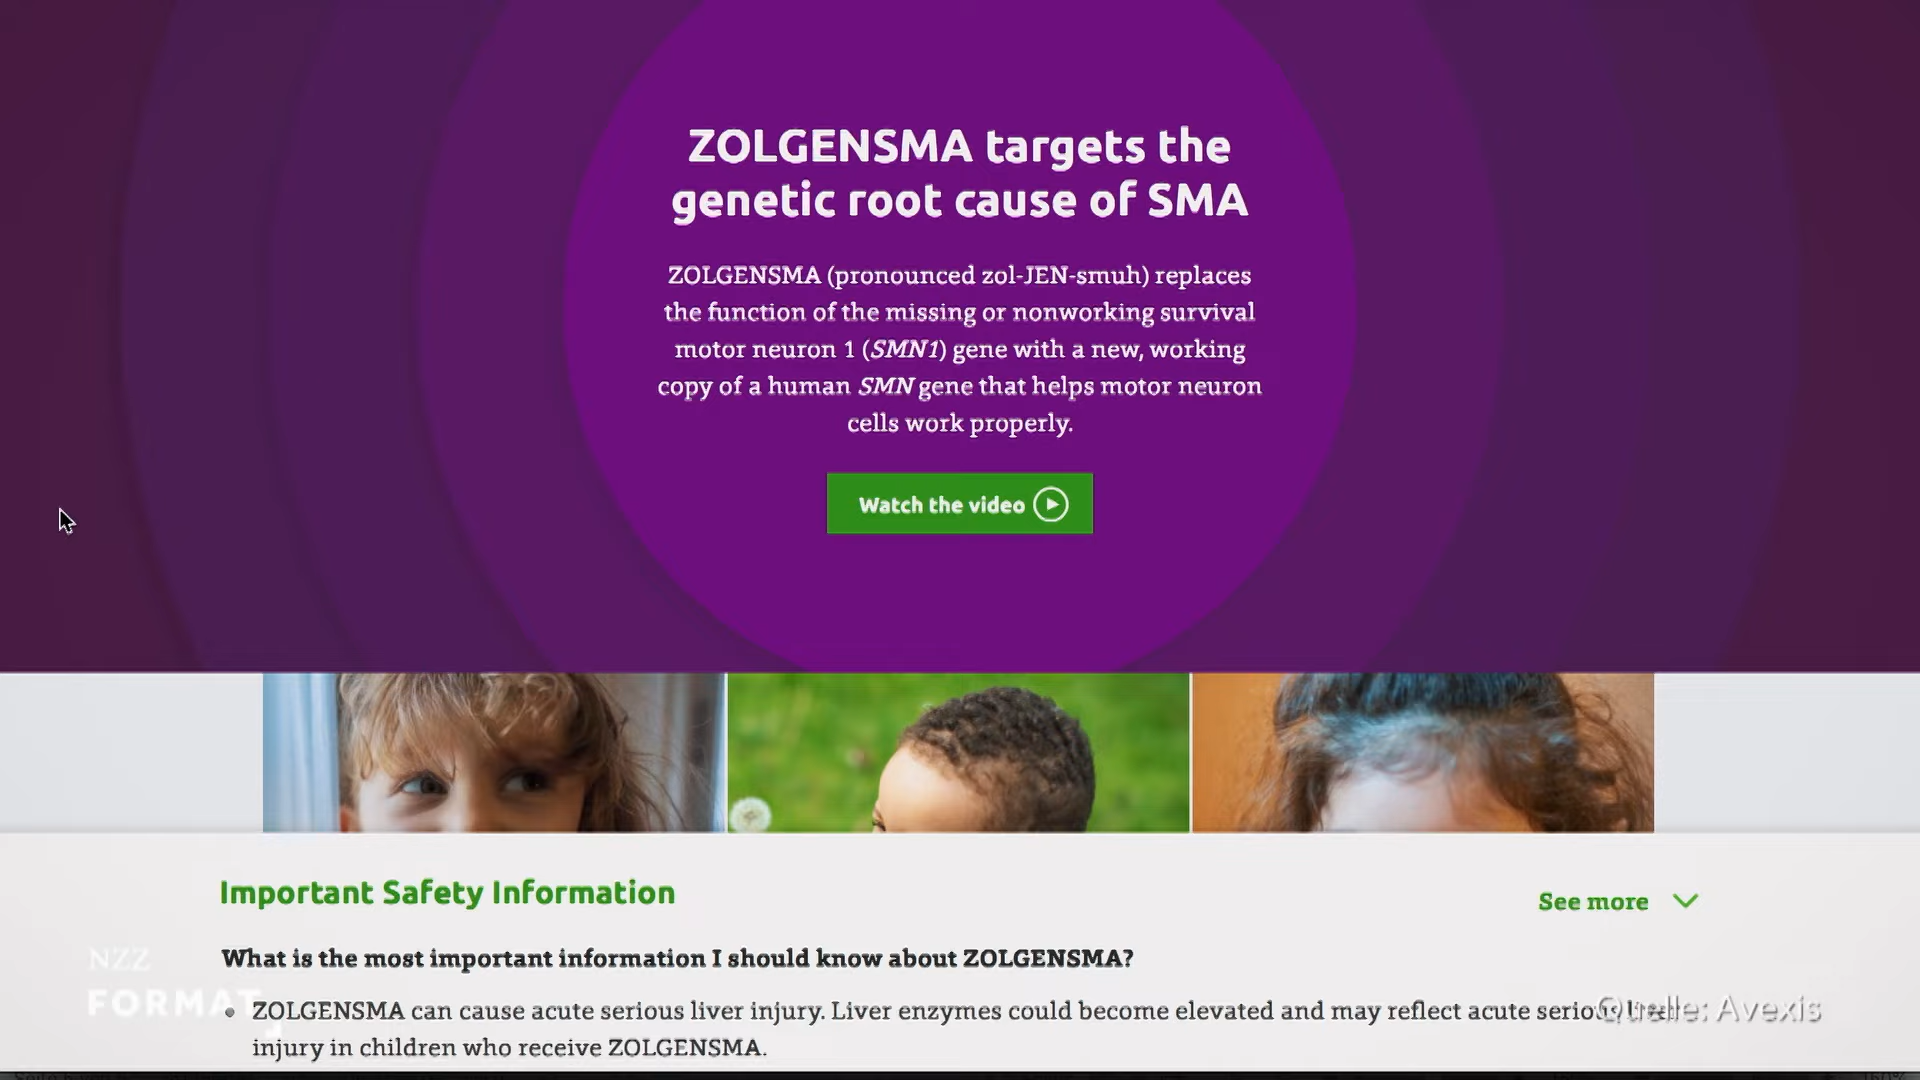 ZOLGENSMA targets the
genetic root cause of SMA
ZOLGENSMA (pronounced zol-JEN-smuh) replaces
the function of the missing or nonworking survival
motor neuron 1 (SMN1) gene with a new, working
copy of a human SMN gene that helps motor neuron
cells work properly.
Watch the video
Important Safety Information
See more
What is the most important information I should know about ZOLGENSMA?
• ZOLGENSMA can cause acute serious liver injury. Liver enzymes could become elevated and may reflect acute serious liver
injury in children who receive ZOLGENSMA.
NZZ
FORMAT
Quelle: Avexis